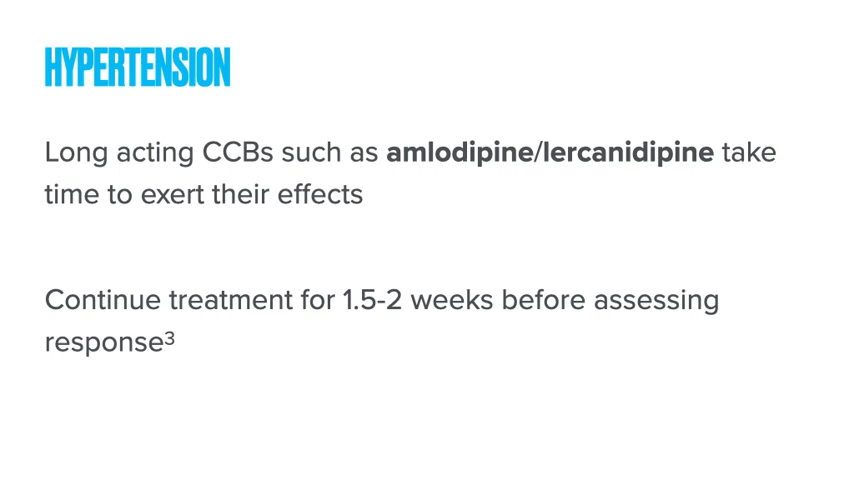 HYPERTENSION
Long acting CCBs such as amlodipine/lercanidipine take
time to exert their effects
Continue treatment for 1.5-2 weeks before assessing
response³